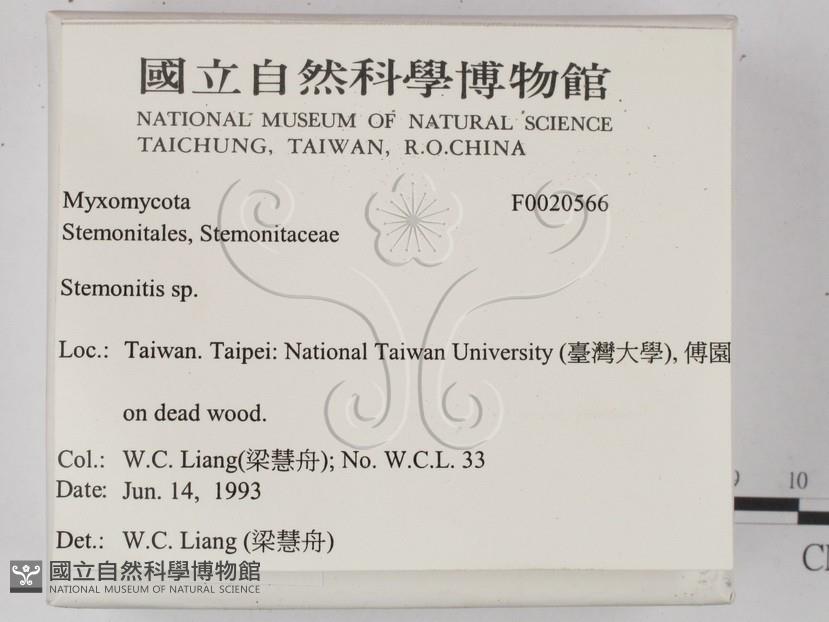 國立自然科學博物館
NATIONAL MUSEUM OF NATURAL SCIENCE
TAICHUNG, TAIWAN, R.O.CHINA
Myxomycota F0020566
Stemonitales, Stemonitaceae
Stemonitis sp.
Loc.: Taiwan. Taipei: National Taiwan University (臺灣大學), 傅園
on dead wood.
Col.: W.C. Liang(梁慧舟); No. W.C.L. 33
Date: Jun. 14, 1993
Det.: W.C. Liang (梁慧舟)
國立自然科學博物館
NATIONAL MUSEUM OF NATURAL SCIENCE
10